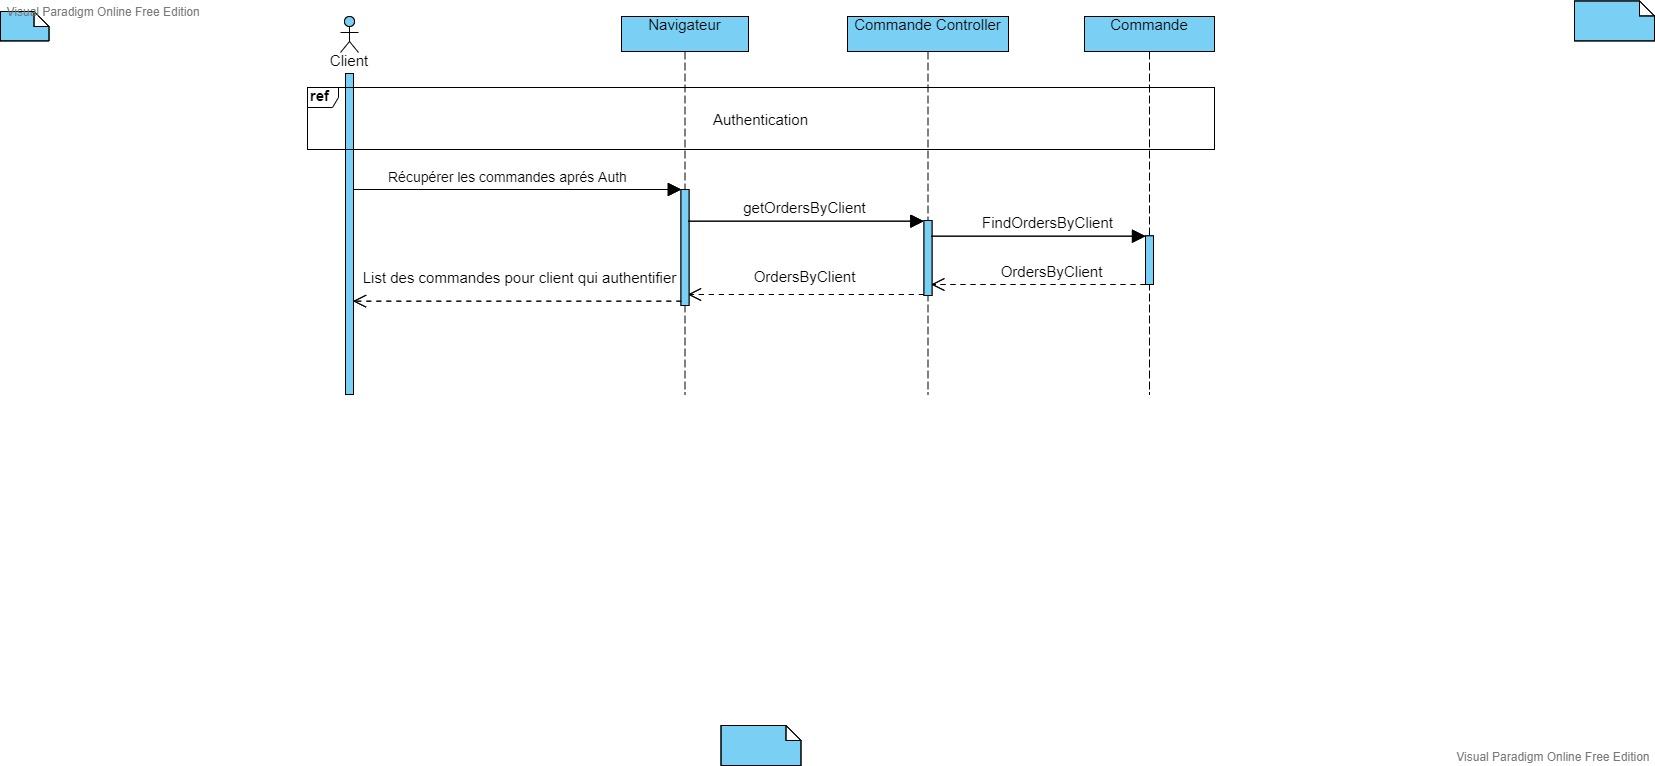 Visual Paradigm Online Free Edition
Client
Navigateur
Commande Controller
Commande
ref
Authentication
Récupérer les commandes aprés Auth
getOrdersByClient
FindOrdersByClient
OrdersByClient
OrdersByClient
List des commandes pour client qui authentifier
Visual Paradigm Online Free Edition